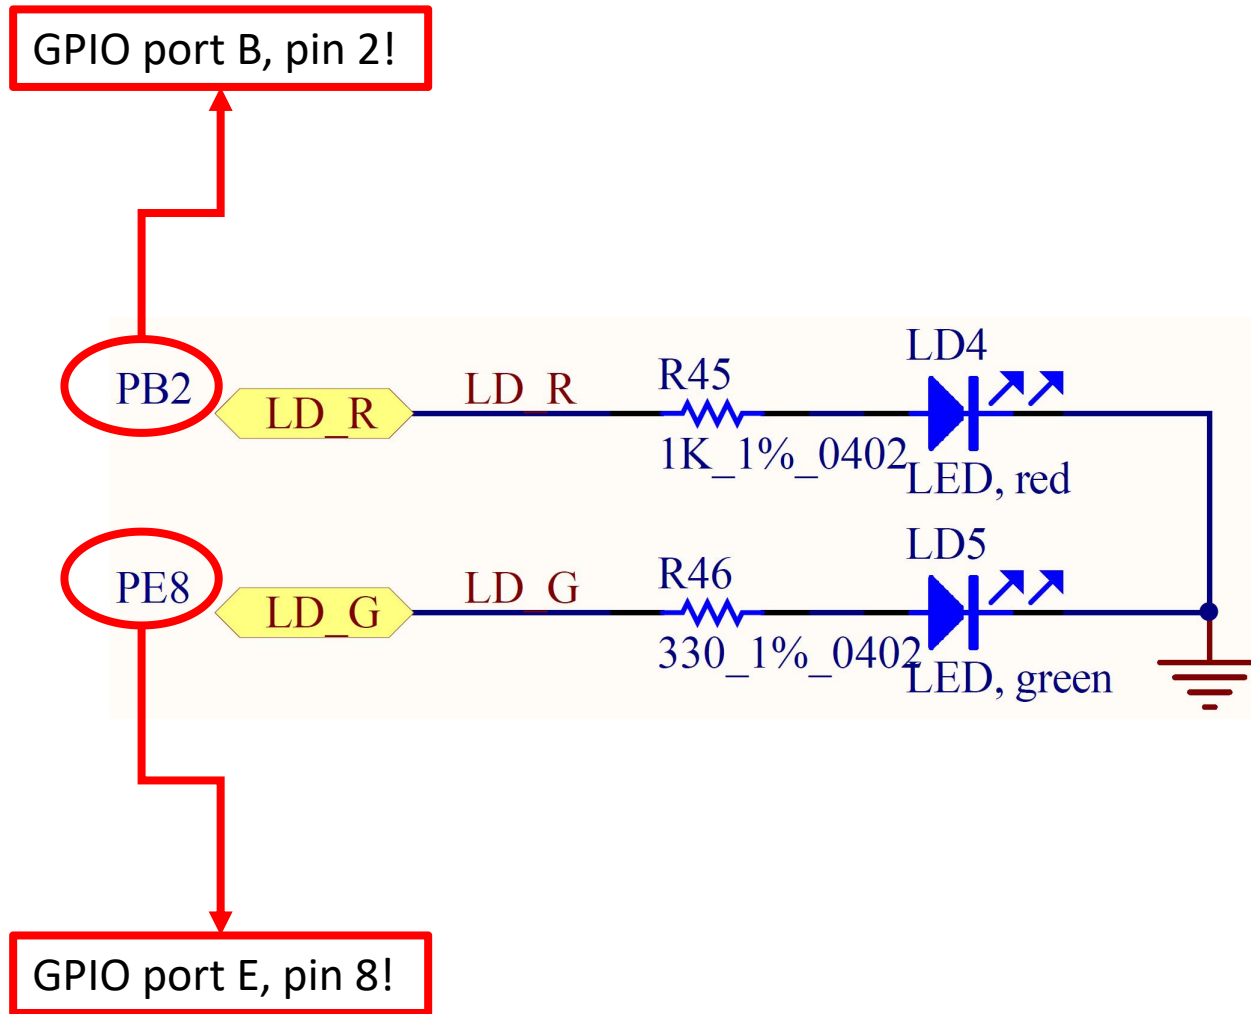 GPIO port B, pin 2!
LD4
PB2
LD_R
LD_R
R45
1K_1%_0402
LED, red
LD5
PE8
LD_G
LD_G
R46
330_1%_0402
LED, green
GPIO port E, pin 8!